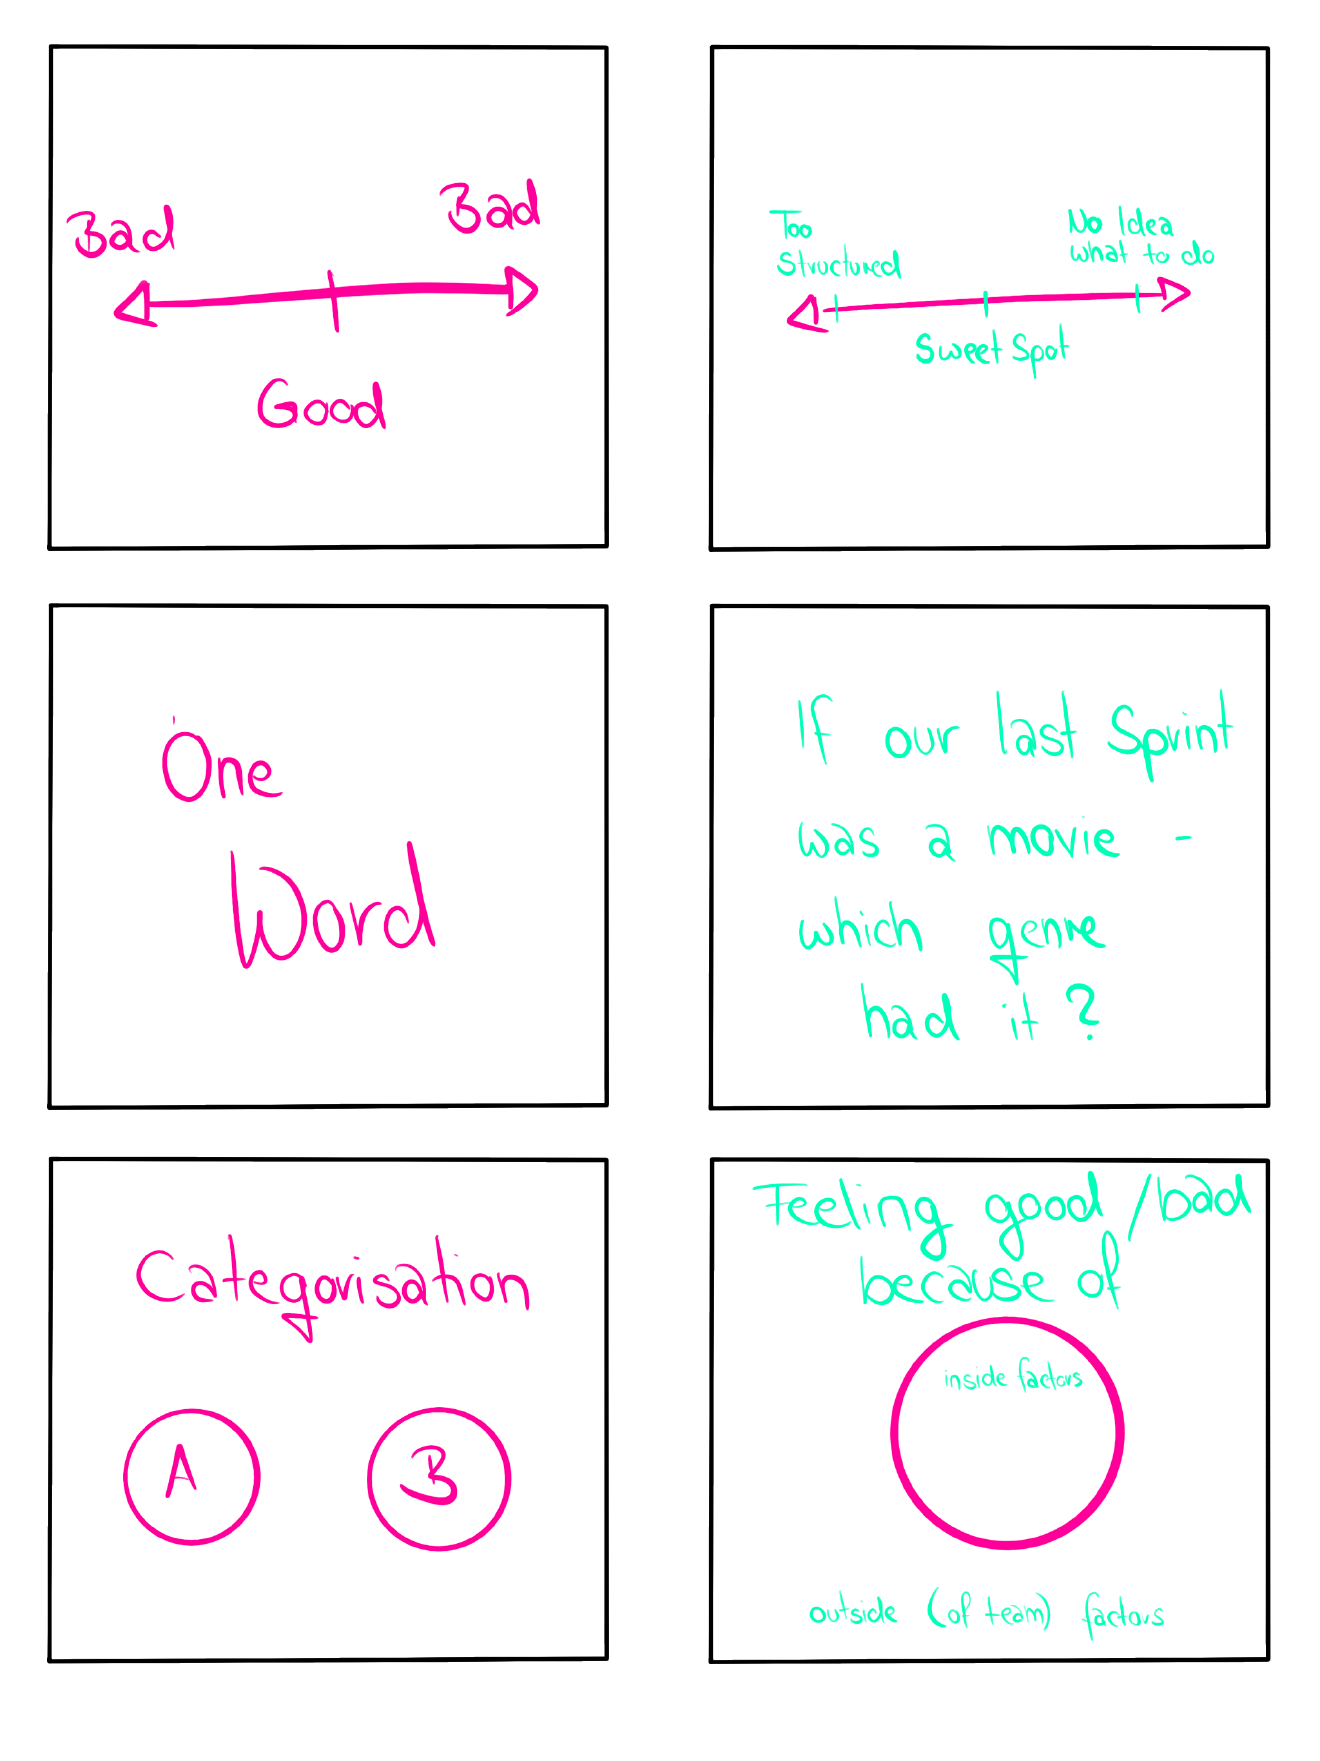 Bad
Bad
Good
Too
Structured
No Idea
what to do
Sweet Spot
One
Word
If our last Sprint
was a movie -
which genre
had it?
Categorisation
A
B
Feeling good/bad
because of
inside factors
outside (of team) factors